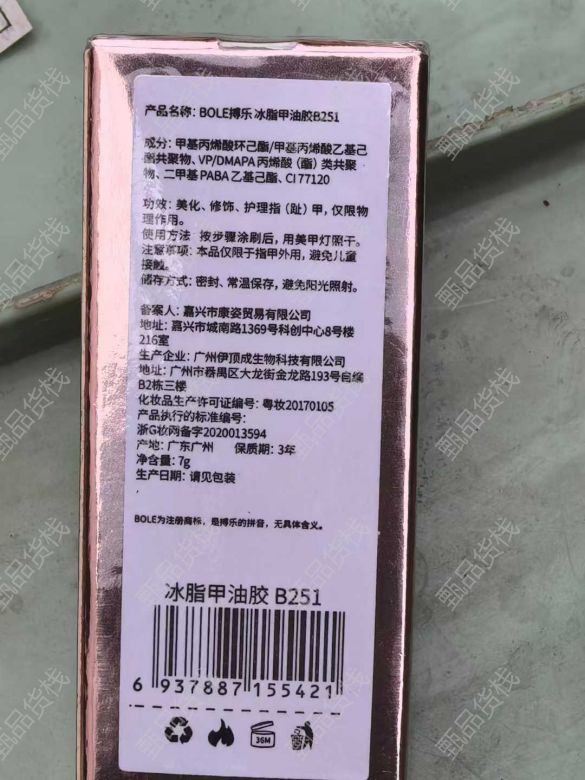 产品名称：BOLE搏乐 冰脂甲油胶B251
成分：甲基丙烯酸环己酯/甲基丙烯酸乙基己
酯共聚物、VP/DMAPA 丙烯酸（酯）类共聚
物、二甲基 PABA 乙基己酯、CI 77120
功效：美化、修饰、护理指（趾）甲，仅限物
理作用。
使用方法：按步骤涂刷后，用美甲灯照干。
注意事项：本品仅限于指甲外用，避免儿童
接触。
储存方式：密封、常温保存，避免阳光照射。
备案人：嘉兴市康姿贸易有限公司
地址：嘉兴市城南路1369号科创中心8号楼
216室
生产企业：广州伊顶成生物科技有限公司
地址：广州市番禺区大龙街金龙路193号自编
B2栋三楼
化妆品生产许可证编号：粤妆20170105
产品执行的标准编号：
浙G妆网备字2020013594
产地：广东广州 保质期：3年
净含量：7g
生产日期：请见包装
BOLE为注册商标，是搏乐的拼音，无具体含义。
冰脂甲油胶 B251
6 937887 155421
36M
甄品货栈